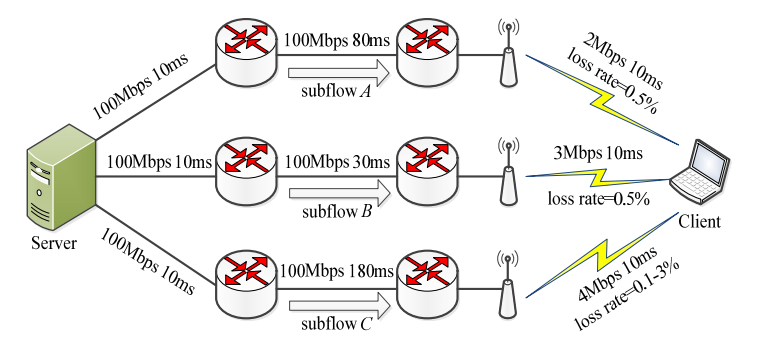 100Mbps 10ms
100Mbps 80ms
subflow A
2Mbps 10ms
loss rate=0.5%
100Mbps 10ms
100Mbps 30ms
subflow B
3Mbps 10ms
loss rate=0.5%
Server
Client
100Mbps 10ms
100Mbps 180ms
subflow C
4Mbps 10ms
loss rate=0.1-3%